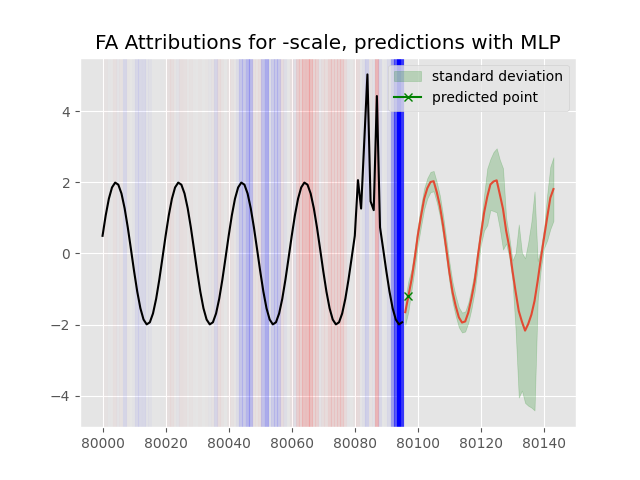 FA Attributions for -scale, predictions with MLP
standard deviation
predicted point
4
2
0
−2
−4
80000 80020 80040 80060 80080 80100 80120 80140